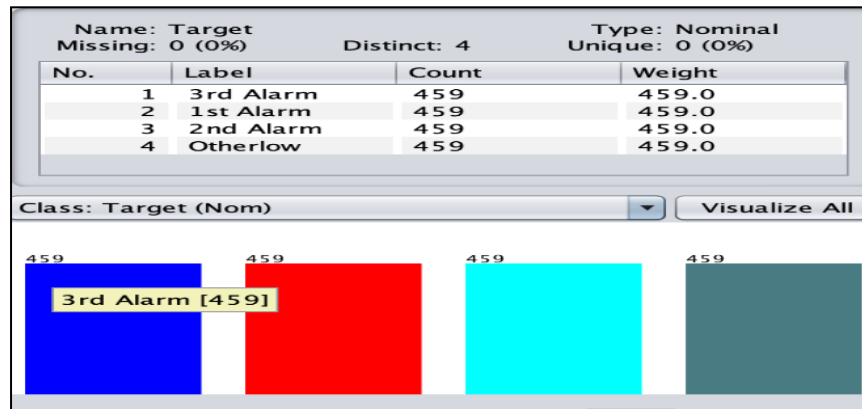 Name: Target Type: Nominal
Missing: 0 (0%) Distinct: 4 Unique: 0 (0%)
No. Label Count Weight
1 3rd Alarm 459 459.0
2 1st Alarm 459 459.0
3 2nd Alarm 459 459.0
4 Otherlow 459 459.0
Class: Target (Nom) Visualize All
459 459 459 459
3rd Alarm [459]